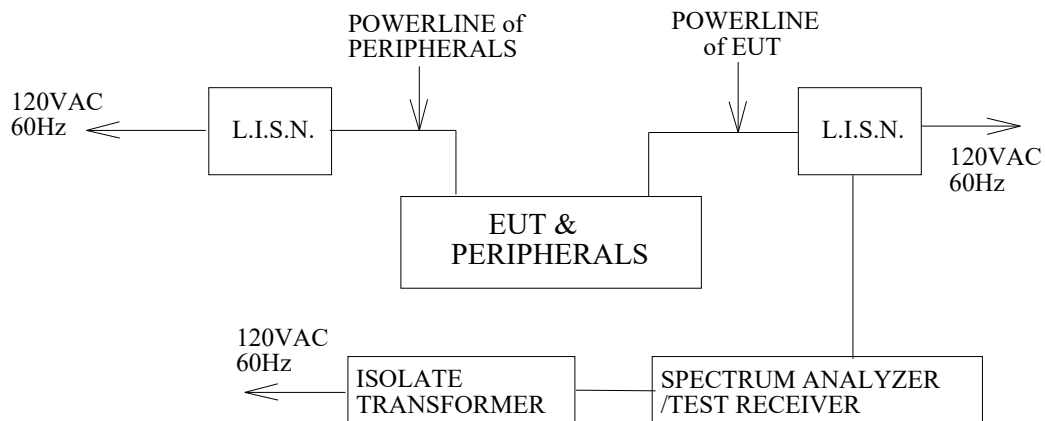 POWERLINE of
PERIPHERALS
POWERLINE
of EUT
120VAC
60Hz
L.I.S.N.
L.I.S.N.
120VAC
60Hz
EUT &
PERIPHERALS
120VAC
60Hz
ISOLATE
TRANSFORMER
SPECTRUM ANALYZER
/TEST RECEIVER